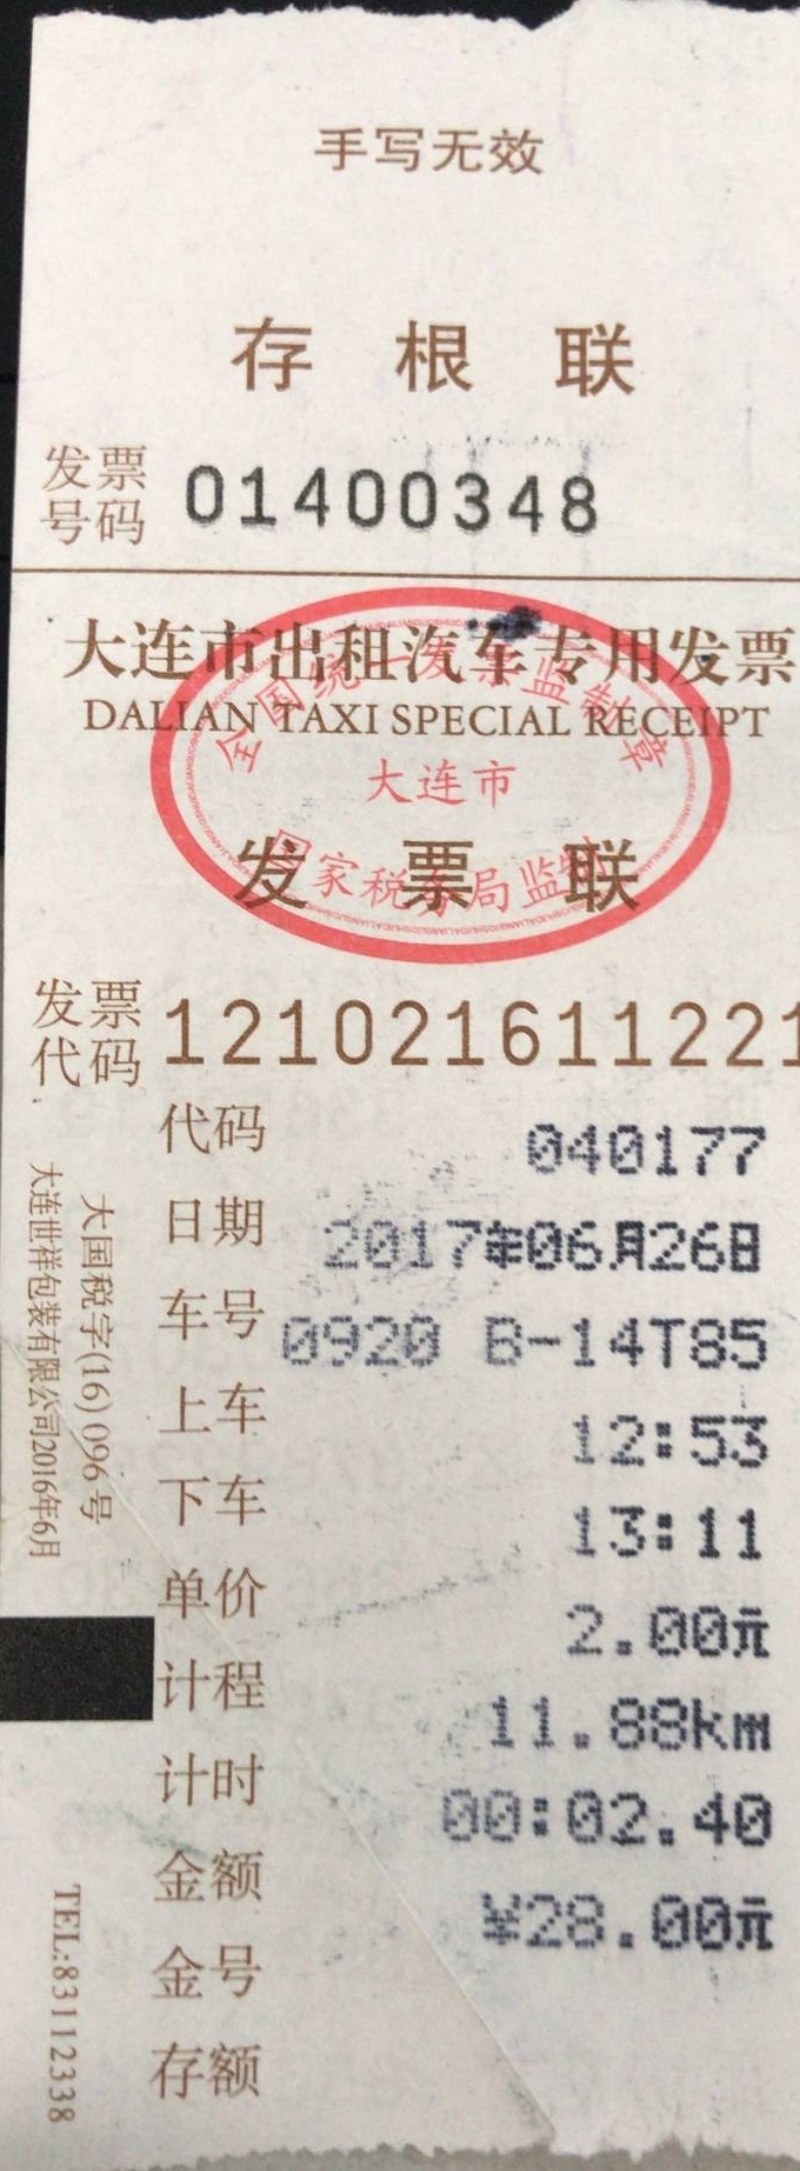 手写无效
存根联
发票号码 01400348
大连市出租汽车专用发票
DALIAN TAXI SPECIAL RECEIPT
全国统一发票监制章
大连市
国家税务局监制
发票联
发票代码 121021611221
代码 040177
日期 2017年06月26日
车号 0920 B-14T85
上车 12:53
下车 13:11
单价 2.00元
计程 11.88km
计时 00:02.40
金额 ¥28.00元
金号
存额
大国税字(16)096号
大连世祥包装有限公司2016年6月
TEL:83112338